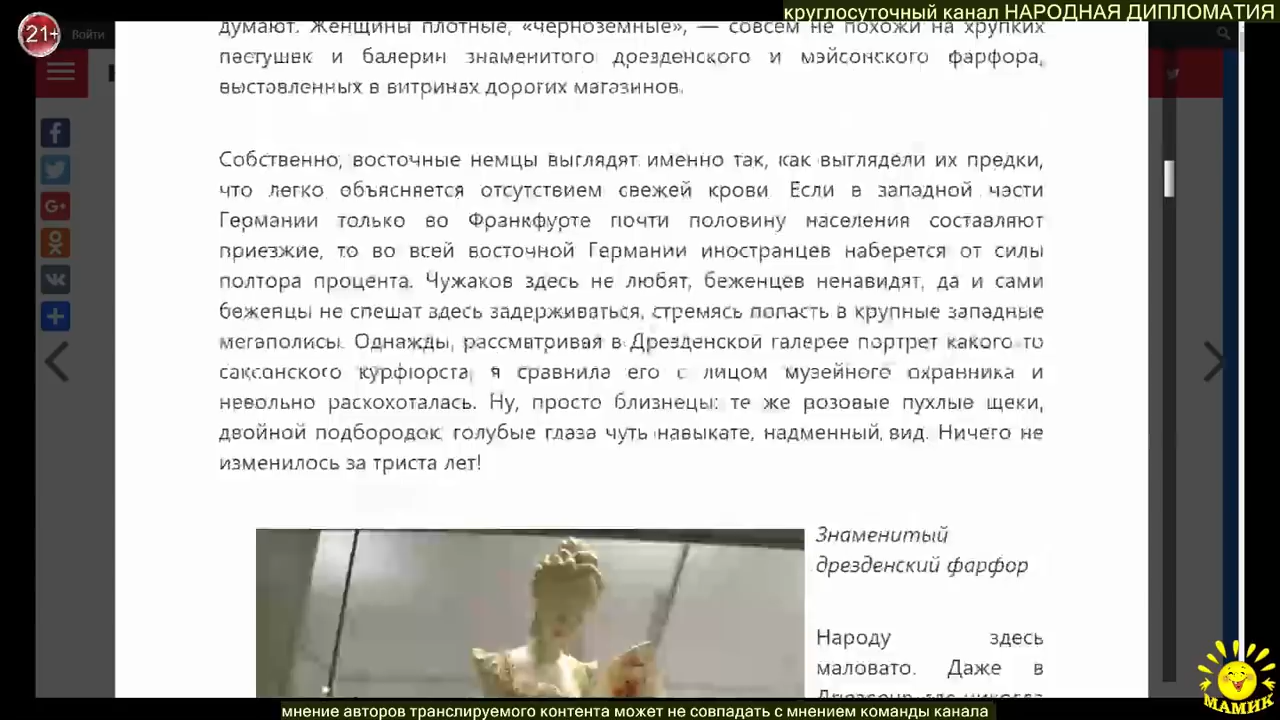 круглосуточный канал НАРОДНАЯ ДИПЛОМАТИЯ
21+
Войти
думают. Женщины плотные, «черноземные», — совсем не похожи на хрупких
пастушек и балерин знаменитого дрезденского и мэйсонского фарфора,
выставленных в витринах дорогих магазинов.
Собственно, восточные немцы выглядят именно так, как выглядели их предки,
что легко объясняется отсутствием свежей крови. Если в западной части
Германии только во Франкфурте почти половину населения составляют
приезжие, то во всей восточной Германии иностранцев наберется от силы
полтора процента. Чужаков здесь не любят, беженцев ненавидят, да и сами
беженцы не спешат здесь задерживаться, стремясь попасть в крупные западные
мегаполисы. Однажды, рассматривая в Дрезденской галерее портрет какого-то
саксонского курфюрста, я сравнила его с лицом музейного охранника и
невольно расхохоталась. Ну, просто близнецы: те же розовые пухлые щеки,
двойной подбородок, голубые глаза чуть навыкате, надменный вид. Ничего не
изменилось за триста лет!
Знаменитый
дрезденский фарфор
Народу здесь
маловато. Даже в
МАМИК
мнение авторов транслируемого контента может не совпадать с мнением команды канала